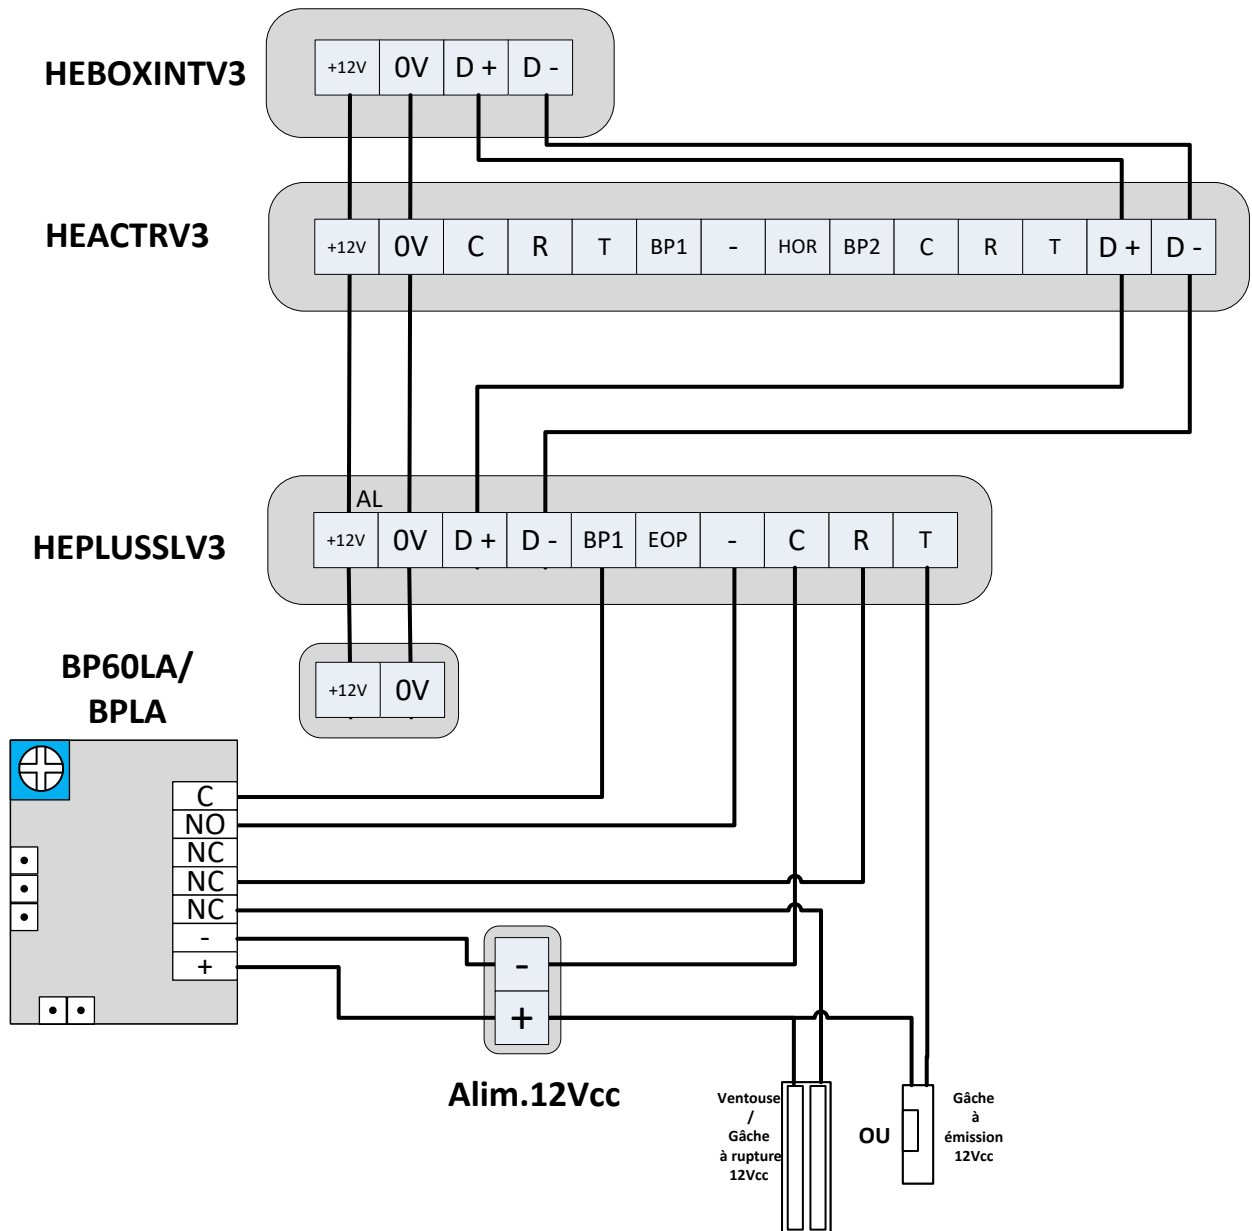 HEBOXINTV3
+12V 0V D + D -
HEACTRV3
+12V 0V C R T BP1 - HOR BP2 C R T D + D -
AL
HEPLUSSLV3
+12V 0V D + D - BP1 EOP - C R T
BP60LA/
BPLA
+12V 0V
C
NO
NC
NC
NC
-
+
-
+
Alim.12Vcc
Ventouse
/
Gâche
à rupture
12Vcc
OU
Gâche
à
émission
12Vcc